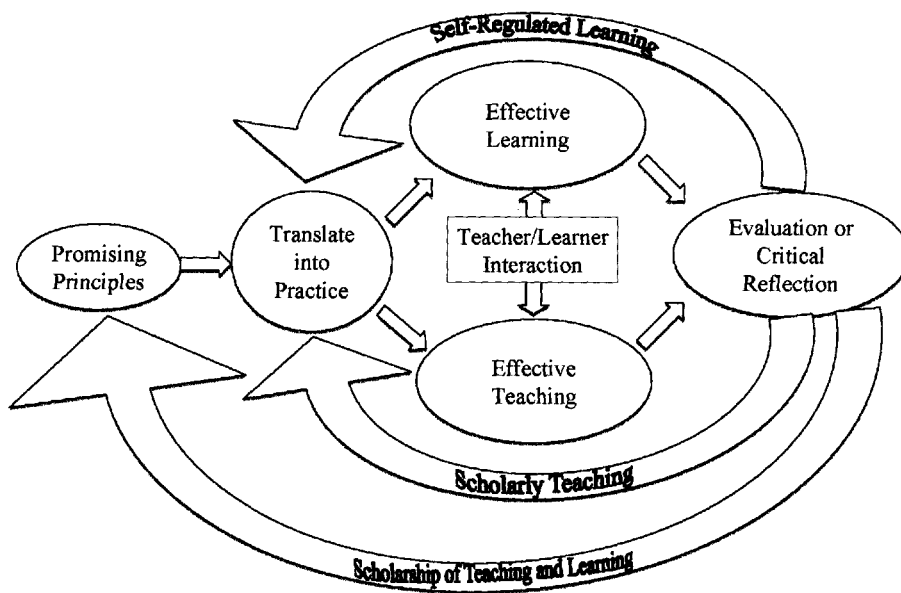 Self-Regulated Learning
Effective
Learning
Promising
Principles
Translate
into
Practice
Teacher/Learner
Interaction
Evaluation or
Critical
Reflection
Effective
Teaching
Scholarly Teaching
Scholarship of Teaching and Learning